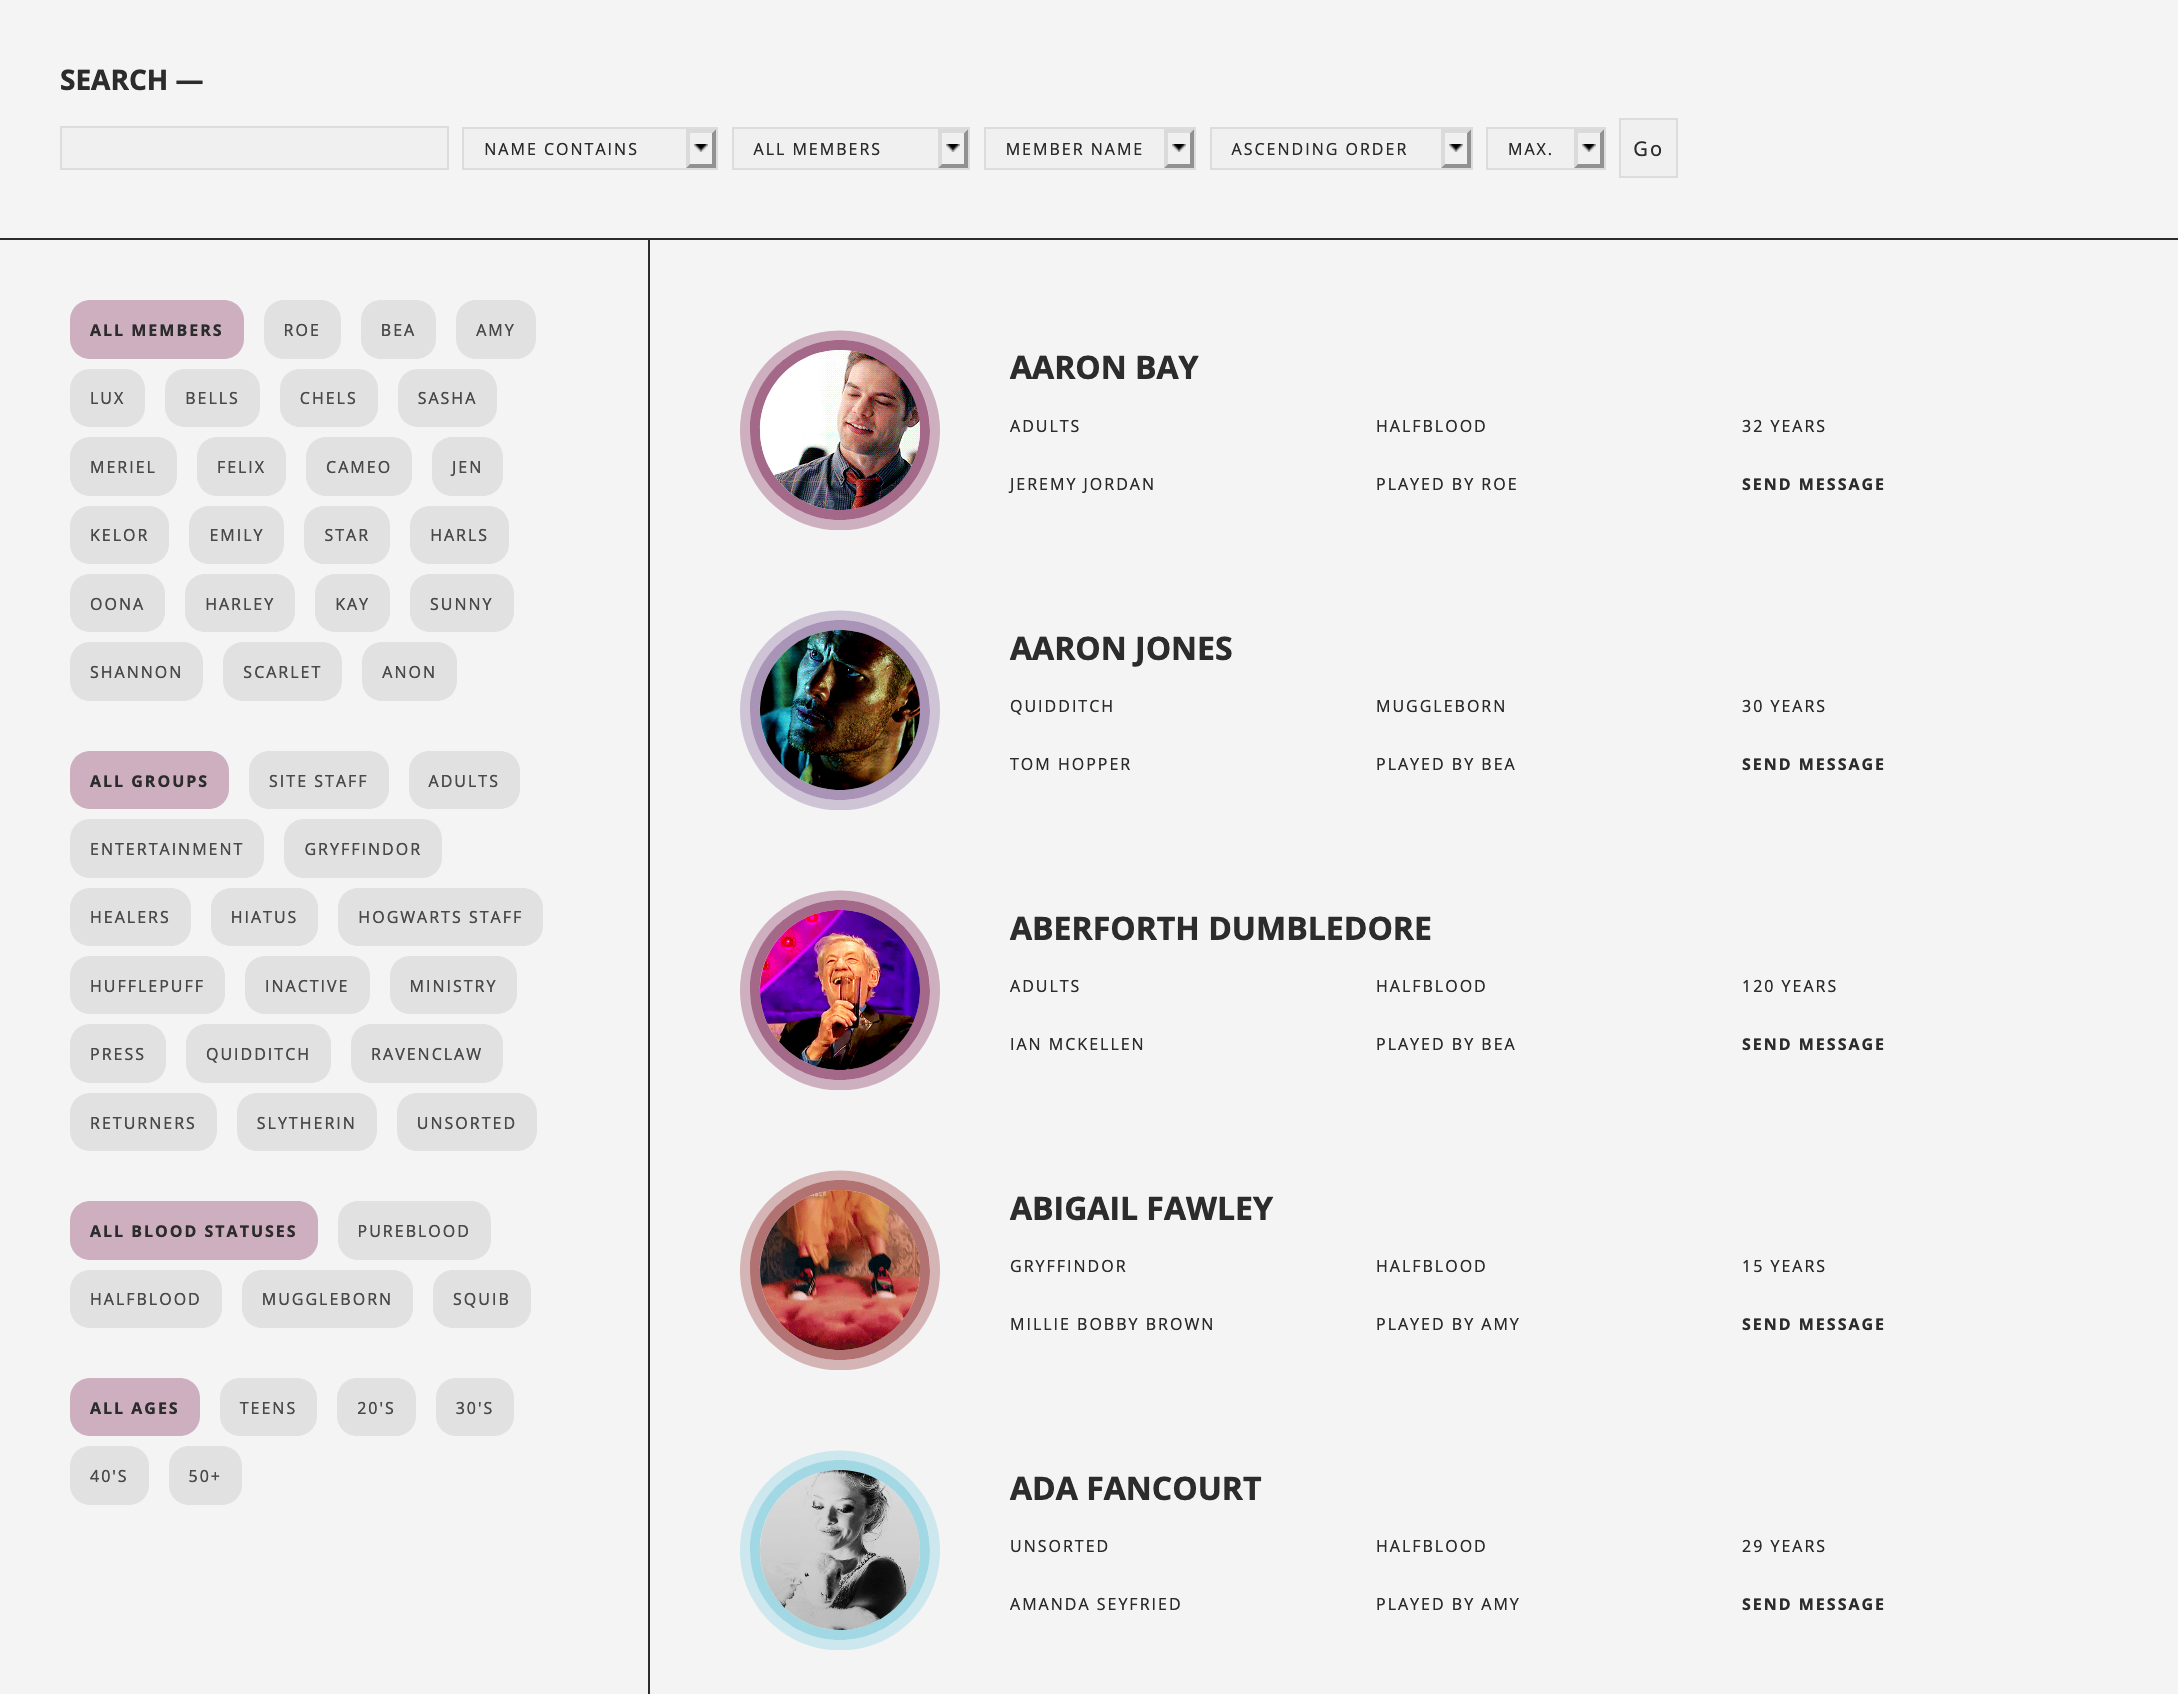 SEARCH —
NAME CONTAINS ALL MEMBERS MEMBER NAME ASCENDING ORDER MAX. Go
ALL MEMBERS ROE BEA AMY
LUX BELLS CHELS SASHA
MERIEL FELIX CAMEO JEN
KELOR EMILY STAR HARLS
OONA HARLEY KAY SUNNY
SHANNON SCARLET ANON
ALL GROUPS SITE STAFF ADULTS
ENTERTAINMENT GRYFFINDOR
HEALERS HIATUS HOGWARTS STAFF
HUFFLEPUFF INACTIVE MINISTRY
PRESS QUIDDITCH RAVENCLAW
RETURNERS SLYTHERIN UNSORTED
ALL BLOOD STATUSES PUREBLOOD
HALFBLOOD MUGGLEBORN SQUIB
ALL AGES TEENS 20'S 30'S
40'S 50+
AARON BAY
ADULTS HALFBLOOD 32 YEARS
JEREMY JORDAN PLAYED BY ROE SEND MESSAGE
AARON JONES
QUIDDITCH MUGGLEBORN 30 YEARS
TOM HOPPER PLAYED BY BEA SEND MESSAGE
ABERFORTH DUMBLEDORE
ADULTS HALFBLOOD 120 YEARS
IAN MCKELLEN PLAYED BY BEA SEND MESSAGE
ABIGAIL FAWLEY
GRYFFINDOR HALFBLOOD 15 YEARS
MILLIE BOBBY BROWN PLAYED BY AMY SEND MESSAGE
ADA FANCOURT
UNSORTED HALFBLOOD 29 YEARS
AMANDA SEYFRIED PLAYED BY AMY SEND MESSAGE